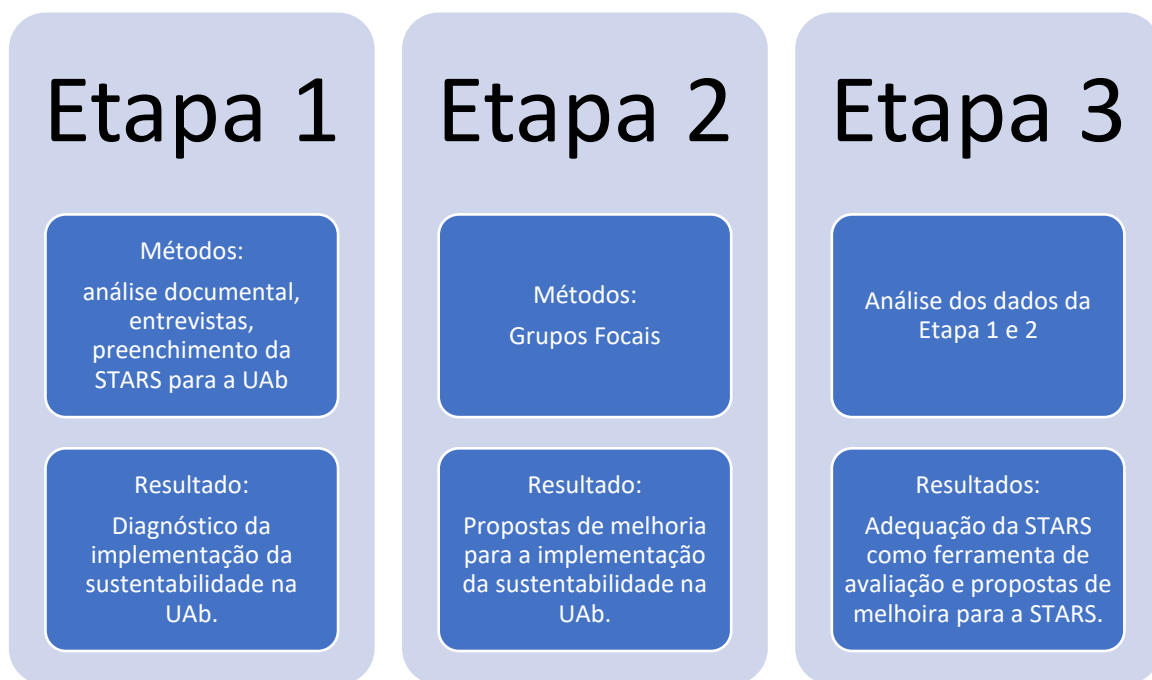 Etapa 1
Métodos:
análise documental,
entrevistas,
preenchimento da
STARS para a UAb
Resultado:
Diagnóstico da
implementação da
sustentabilidade na
UAb.
Etapa 2
Métodos:
Grupos Focais
Resultado:
Propostas de melhoria
para a implementação
da sustentabilidade na
UAb.
Etapa 3
Análise dos dados da
Etapa 1 e 2
Resultados:
Adequação da STARS
como ferramenta de
avaliação e propostas de
melhoira para a STARS.